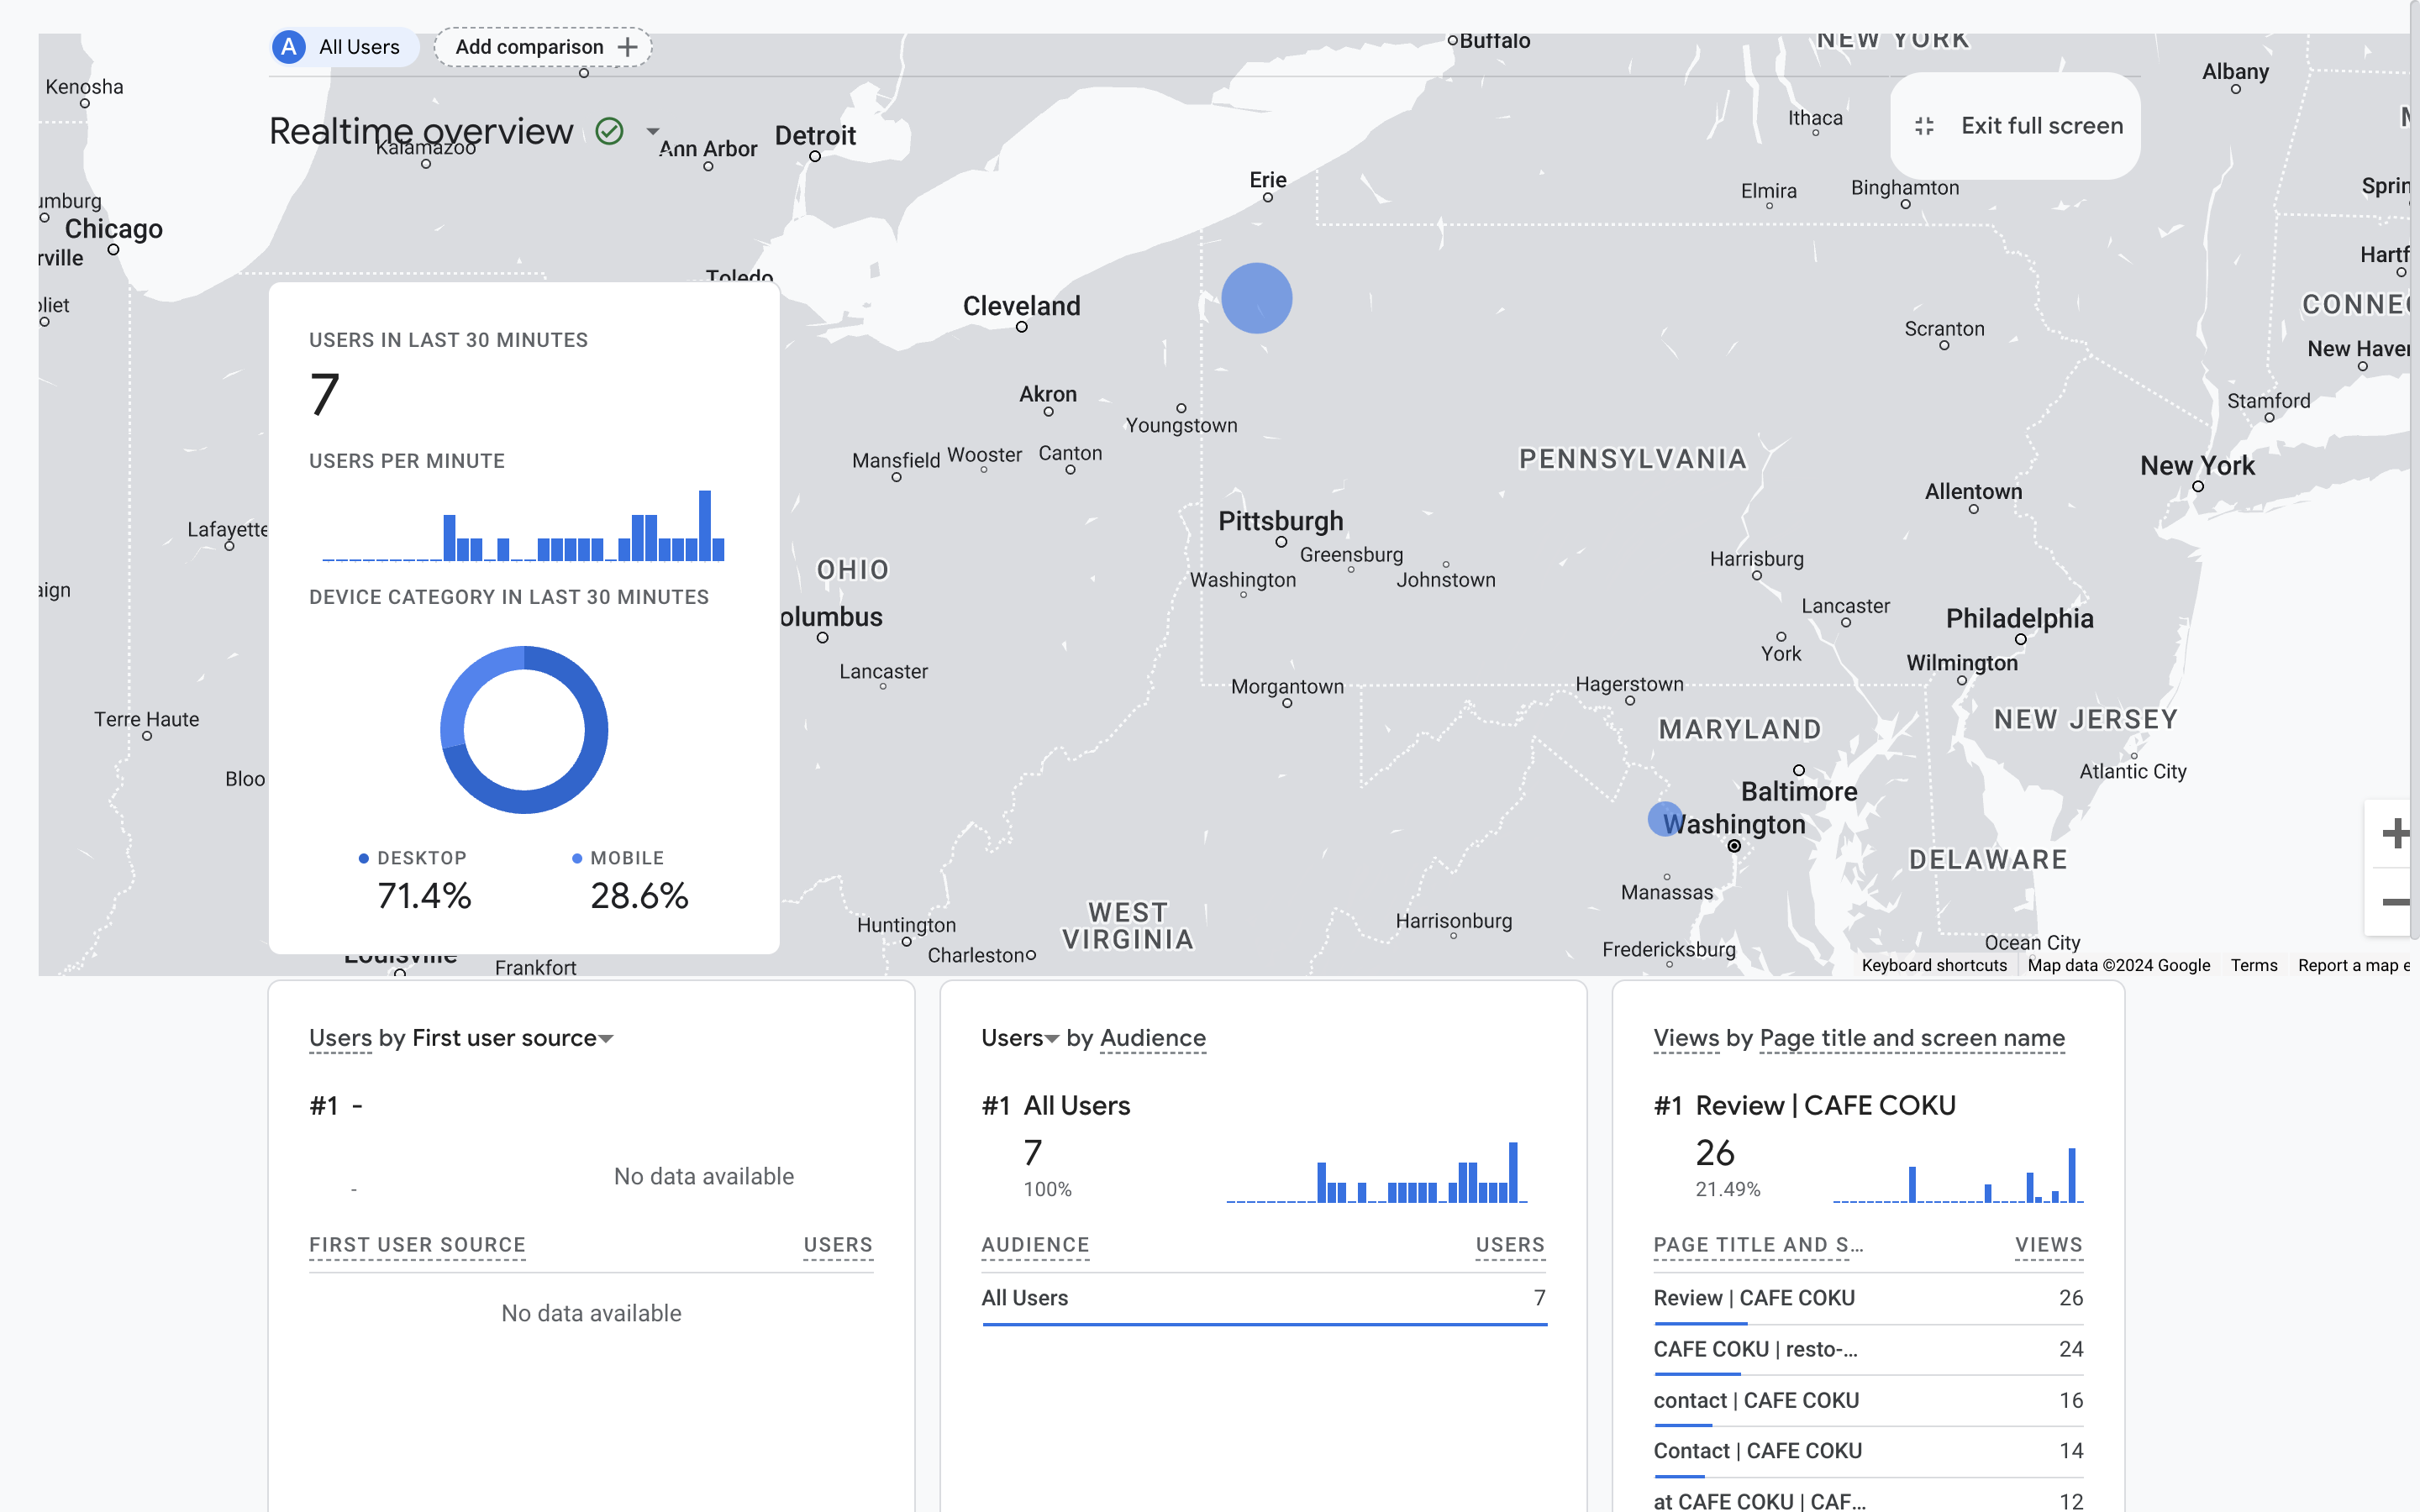 A All Users
Add comparison
Realtime overview
Exit full screen
Buffalo
NEW YORK
Albany
Kenosha
Ithaca
Kalamazoo
Ann Arbor
Detroit
Erie
Elmira
Binghamton
Chicago
Toledo
Cleveland
Scranton
Akron
Youngstown
Stamford
Mansfield
Wooster
Canton
PENNSYLVANIA
New York
Allentown
Pittsburgh
Lafayette
Greensburg
Harrisburg
OHIO
Washington
Johnstown
Lancaster
Philadelphia
York
Wilmington
Lancaster
Morgantown
Hagerstown
Terre Haute
MARYLAND
NEW JERSEY
Atlantic City
Baltimore
Washington
DELAWARE
Manassas
WEST
VIRGINIA
Huntington
Harrisonburg
Charleston
Fredericksburg
Ocean City
Louisville
Frankfort
Keyboard shortcuts
Map data ©2024 Google
Terms
Report a map e
USERS IN LAST 30 MINUTES
7
USERS PER MINUTE
DEVICE CATEGORY IN LAST 30 MINUTES
DESKTOP MOBILE
71.4% 28.6%
Users by First user source
#1 -
-
No data available
FIRST USER SOURCE USERS
No data available
Users by Audience
#1 All Users
7
100%
AUDIENCE USERS
All Users 7
Views by Page title and screen name
#1 Review | CAFE COKU
26
21.49%
PAGE TITLE AND S... VIEWS
Review | CAFE COKU 26
CAFE COKU | resto-... 24
contact | CAFE COKU 16
Contact | CAFE COKU 14
at CAFE COKU | CAF... 12